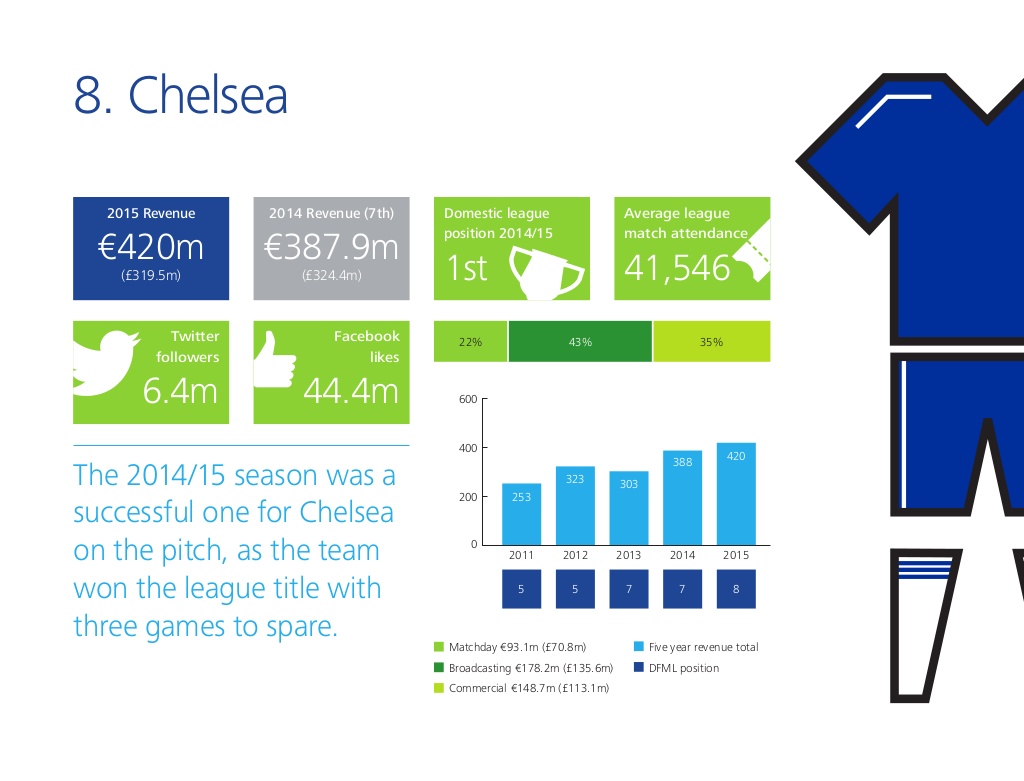 8. Chelsea
2015 Revenue
€420m
(£319.5m)
2014 Revenue (7th)
€387.9m
(£324.4m)
Domestic league
position 2014/15
1st
Average league
match attendance
41,546
Twitter
followers
6.4m
Facebook
likes
44.4m
22% 43% 35%
The 2014/15 season was a
successful one for Chelsea
on the pitch, as the team
won the league title with
three games to spare.
600
400
200
0
253 323 303 388 420
2011 2012 2013 2014 2015
5 5 7 7 8
Matchday €93.1m (£70.8m)
Broadcasting €178.2m (£135.6m)
Commercial €148.7m (£113.1m)
Five year revenue total
DFML position